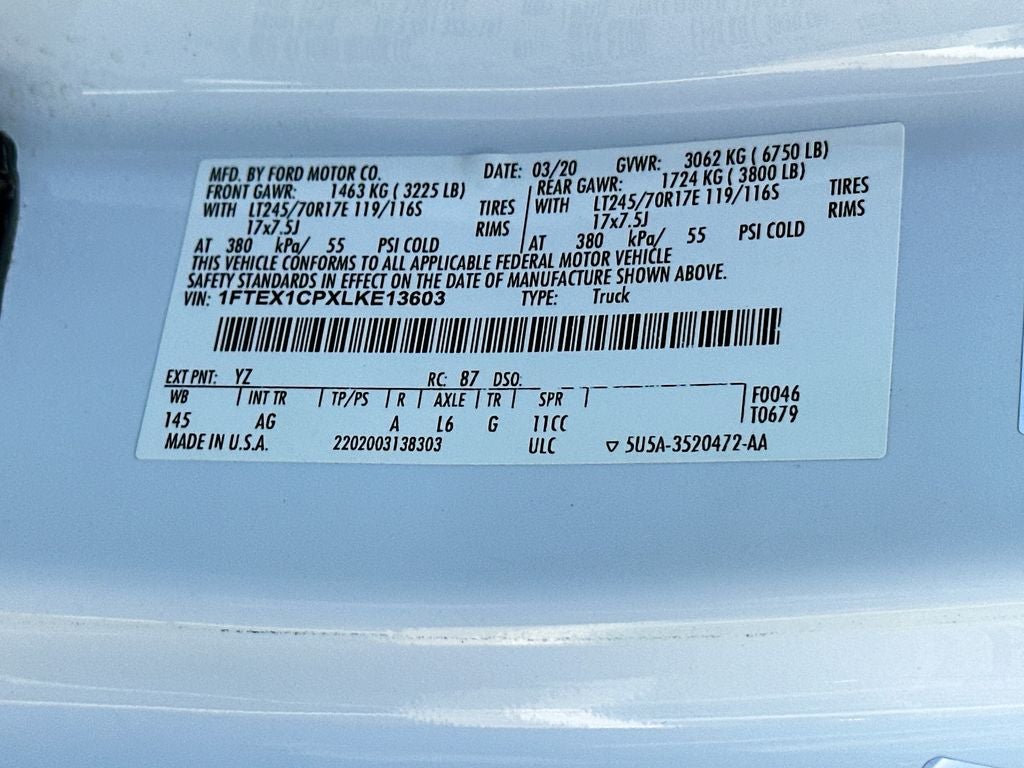 MFD. BY FORD MOTOR CO. DATE: 03/20 GVWR: 3062 KG ( 6750 LB)
FRONT GAWR: 1463 KG ( 3225 LB) REAR GAWR: 1724 KG ( 3800 LB)
WITH LT245/70R17E 119/116S TIRES WITH LT245/70R17E 119/116S TIRES
17x7.5J RIMS 17x7.5J RIMS
AT 380 kPa/ 55 PSI COLD AT 380 kPa/ 55 PSI COLD
THIS VEHICLE CONFORMS TO ALL APPLICABLE FEDERAL MOTOR VEHICLE
SAFETY STANDARDS IN EFFECT ON THE DATE OF MANUFACTURE SHOWN ABOVE.
VIN: 1FTEX1CPXLKE13603 TYPE: Truck
EXT PNT: YZ RC: 87 DSO:
WB INT TR TP/PS R AXLE TR SPR F0046
145 AG A L6 G 11CC T0679
MADE IN U.S.A. 2202003138303 ULC ▽ 5U5A-3520472-AA